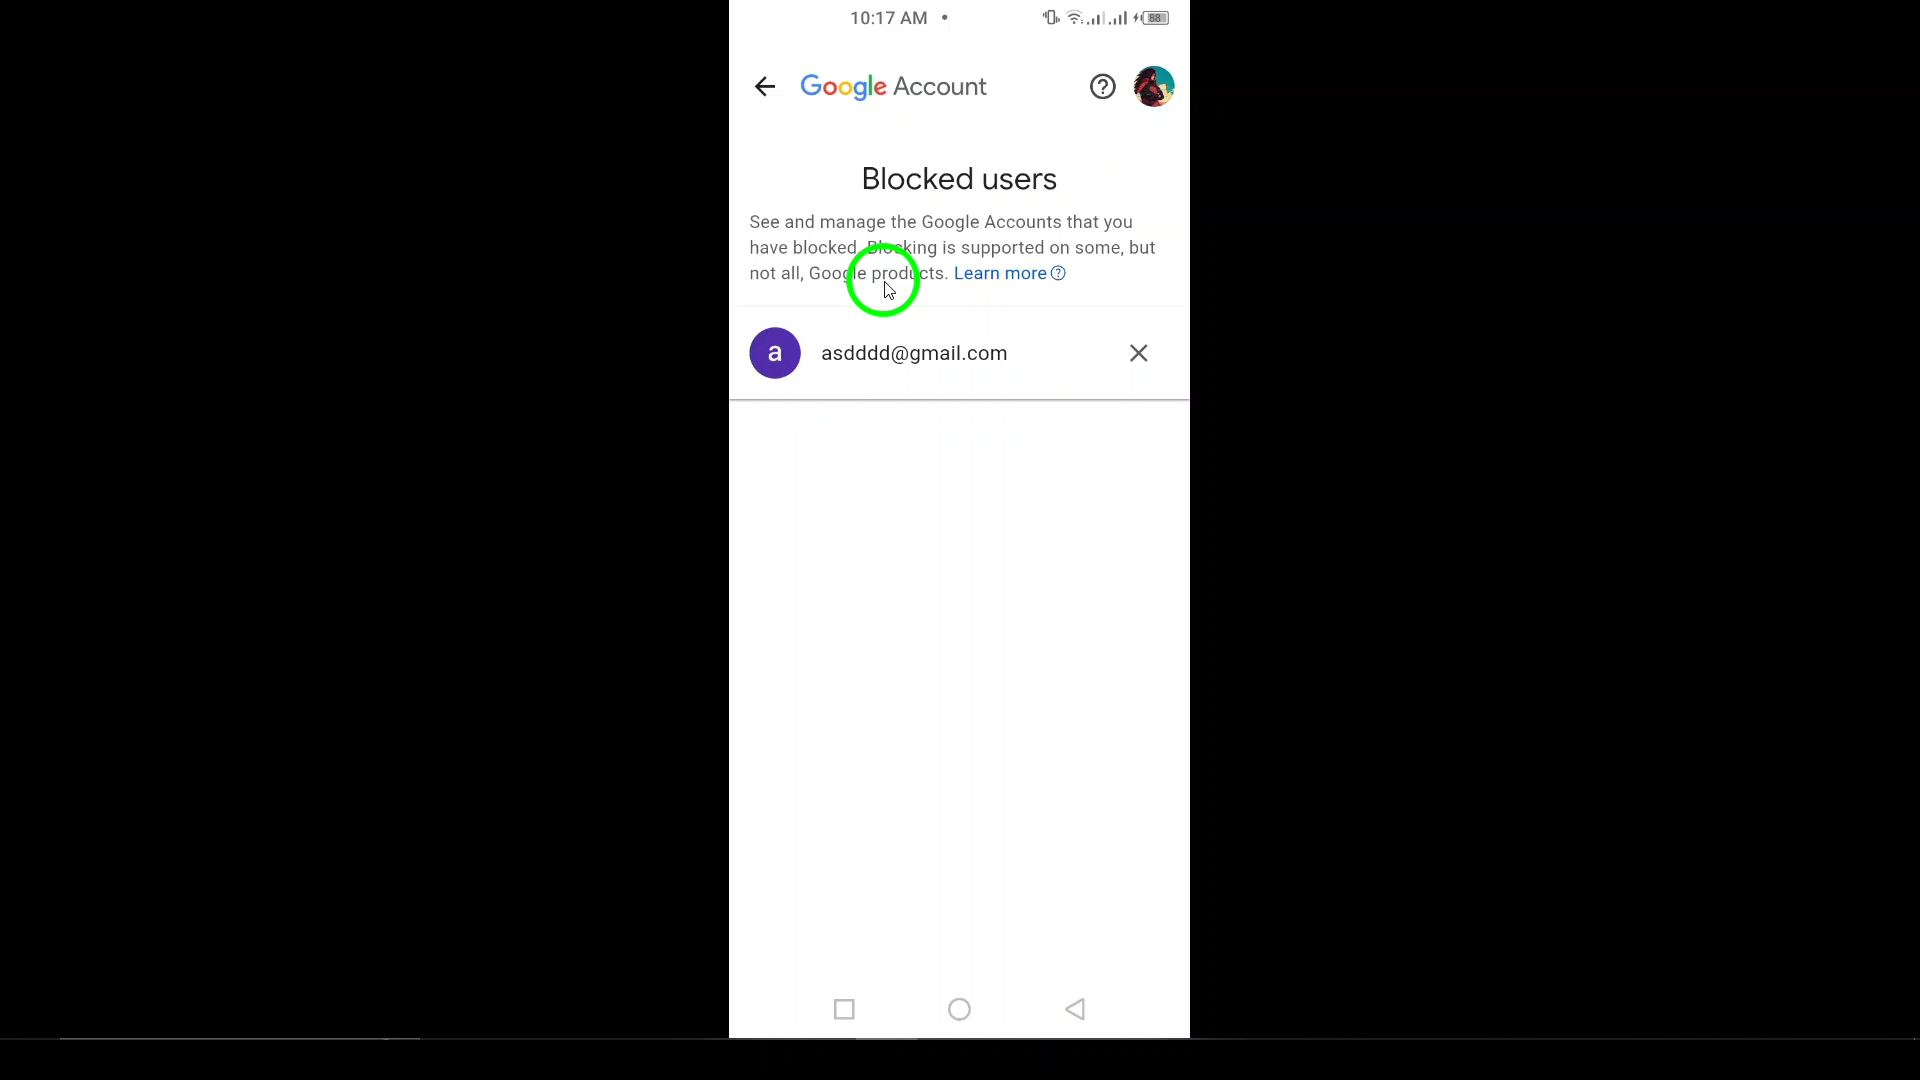 10:17 AM
88
Google Account
Blocked users
See and manage the Google Accounts that you
have blocked. Blocking is supported on some, but
not all, Google products. Learn more
a
asdddd@gmail.com